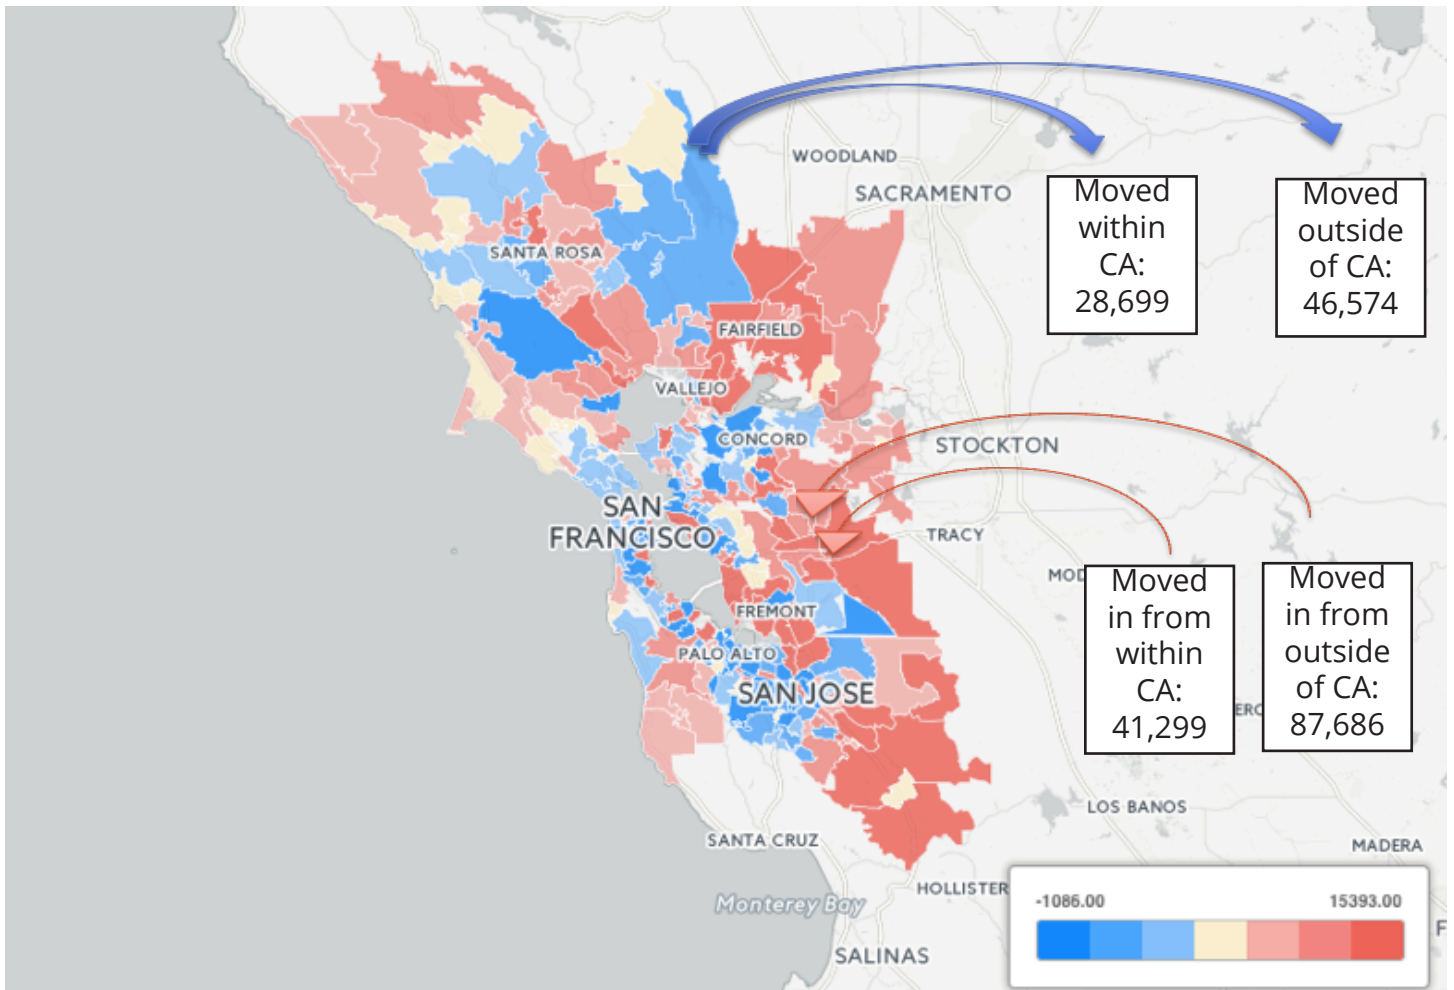 WOODLAND
SACRAMENTO
Moved
within
CA:
28,699
Moved
outside
of CA:
46,574
SANTA ROSA
FAIRFIELD
VALLEJO
CONCORD
STOCKTON
SAN
FRANCISCO
TRACY
MOD
FREMONT
PALO ALTO
SAN JOSE
Moved
in from
within
CA:
41,299
Moved
in from
outside
of CA:
87,686
ERC
LOS BANOS
SANTA CRUZ
MADERA
HOLLISTER
Monterey Bay
SALINAS
-1086.00 15393.00
F